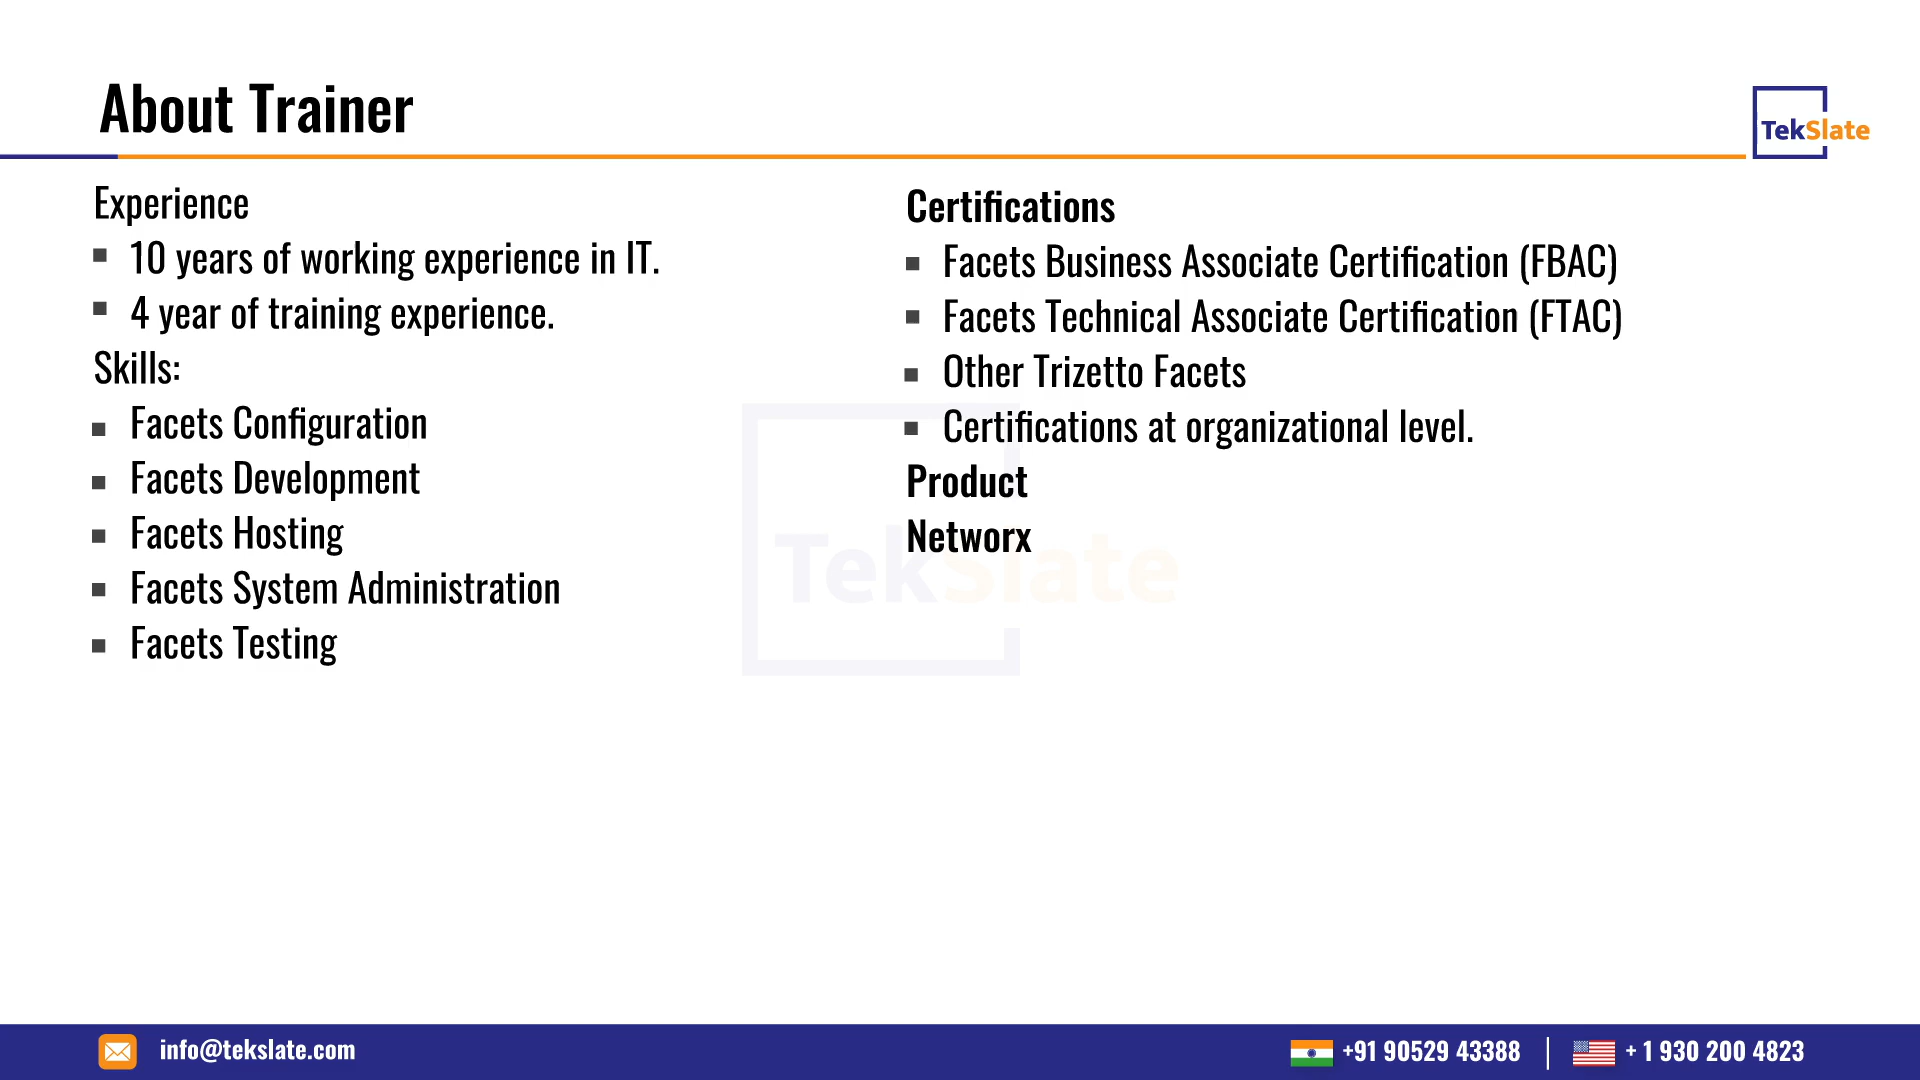 About Trainer
TekSlate
Experience
10 years of working experience in IT.
4 year of training experience.
Skills:
Facets Configuration
Facets Development
Facets Hosting
Facets System Administration
Facets Testing
Certifications
Facets Business Associate Certification (FBAC)
Facets Technical Associate Certification (FTAC)
Other Trizetto Facets
Certifications at organizational level.
Product
Networx
TekSlate
info@tekslate.com
+91 90529 43388
+ 1 930 200 4823